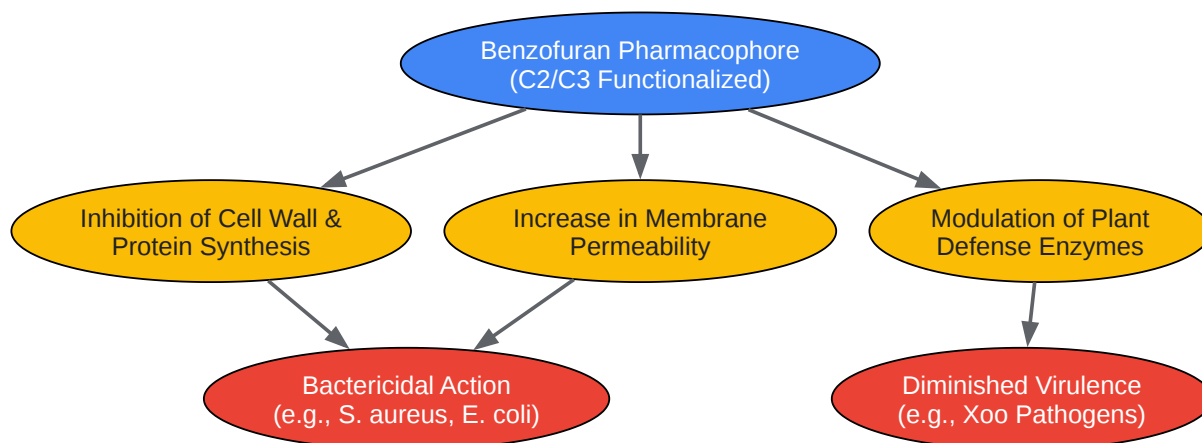 Benzofuran Pharmacophore
(C2/C3 Functionalized)
Inhibition of Cell Wall &
Protein Synthesis
Increase in Membrane
Permeability
Modulation of Plant
Defense Enzymes
Bactericidal Action
(e.g., S. aureus, E. coli)
Diminished Virulence
(e.g., Xoo Pathogens)